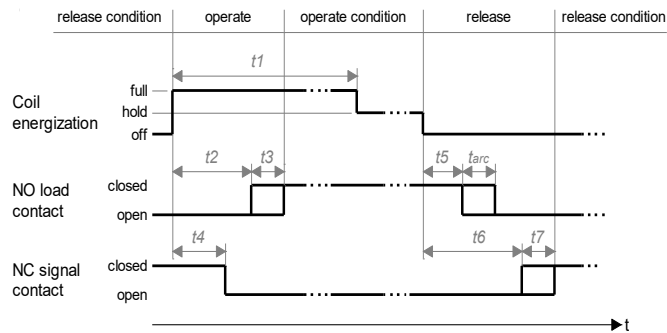 release condition operate operate condition release release condition
t1
full
hold
off
Coil
energization
t2 t3 t5 tarc
closed
open
NO load
contact
t4 t6 t7
closed
open
NC signal
contact
t